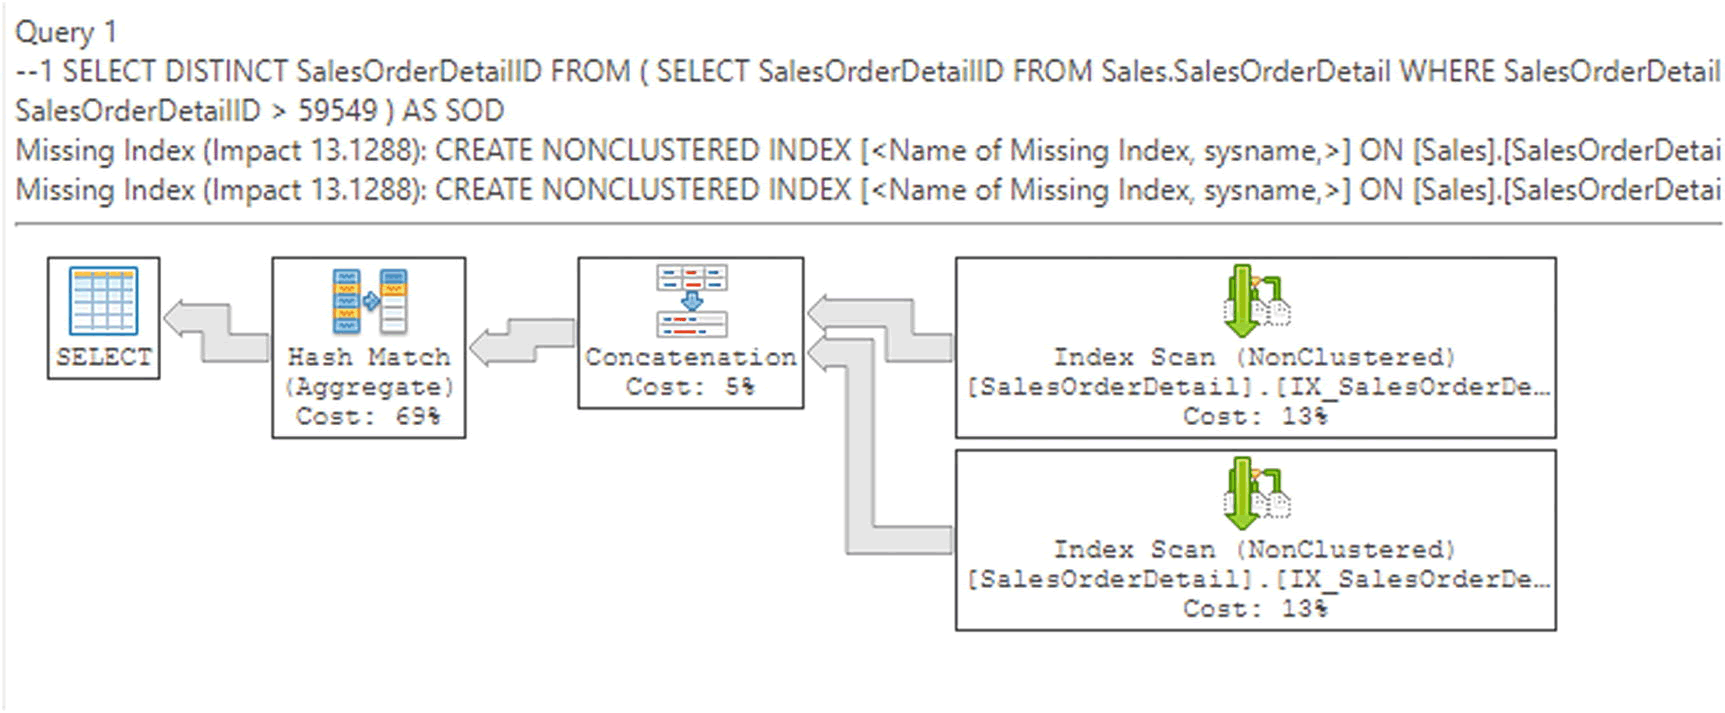 Query 1
--1 SELECT DISTINCT SalesOrderDetailID FROM ( SELECT SalesOrderDetailID FROM Sales.SalesOrderDetail WHERE SalesOrderDetail
SalesOrderDetailID > 59549 ) AS SOD
Missing Index (Impact 13.1288): CREATE NONCLUSTERED INDEX [<Name of Missing Index, sysname,>] ON [Sales].[SalesOrderDetai
Missing Index (Impact 13.1288): CREATE NONCLUSTERED INDEX [<Name of Missing Index, sysname,>] ON [Sales].[SalesOrderDetai
SELECT
Hash Match
(Aggregate)
Cost: 69%
Concatenation
Cost: 5%
Index Scan (NonClustered)
[SalesOrderDetail].[IX_SalesOrderDe…
Cost: 13%
Index Scan (NonClustered)
[SalesOrderDetail].[IX_SalesOrderDe…
Cost: 13%